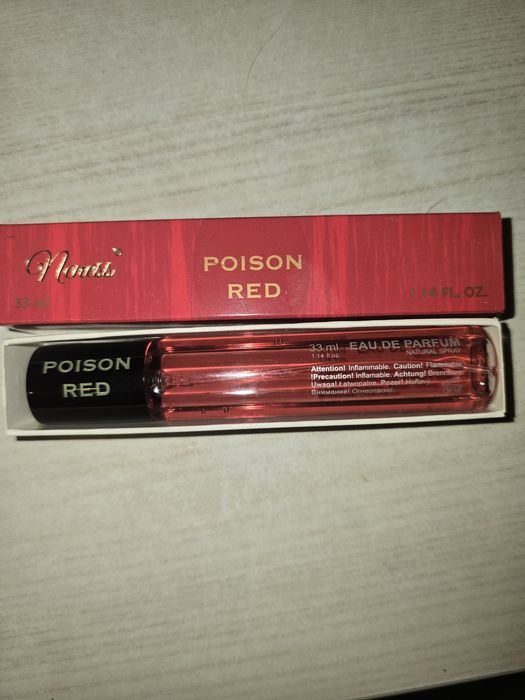 Neness
POISON
RED
33 ml
1.14 FL. OZ.
POISON
RED
33 ml EAU DE PARFUM
1.14 fl.oz. NATURAL SPRAY
Attention! Inflammable. Caution! Flammable.
!Precaution! Inflamable. Achtung! Brennbar.
Uwaga! Łatwopalne. Pozor! Hořlavý.
Внимание! Огнеопасно.